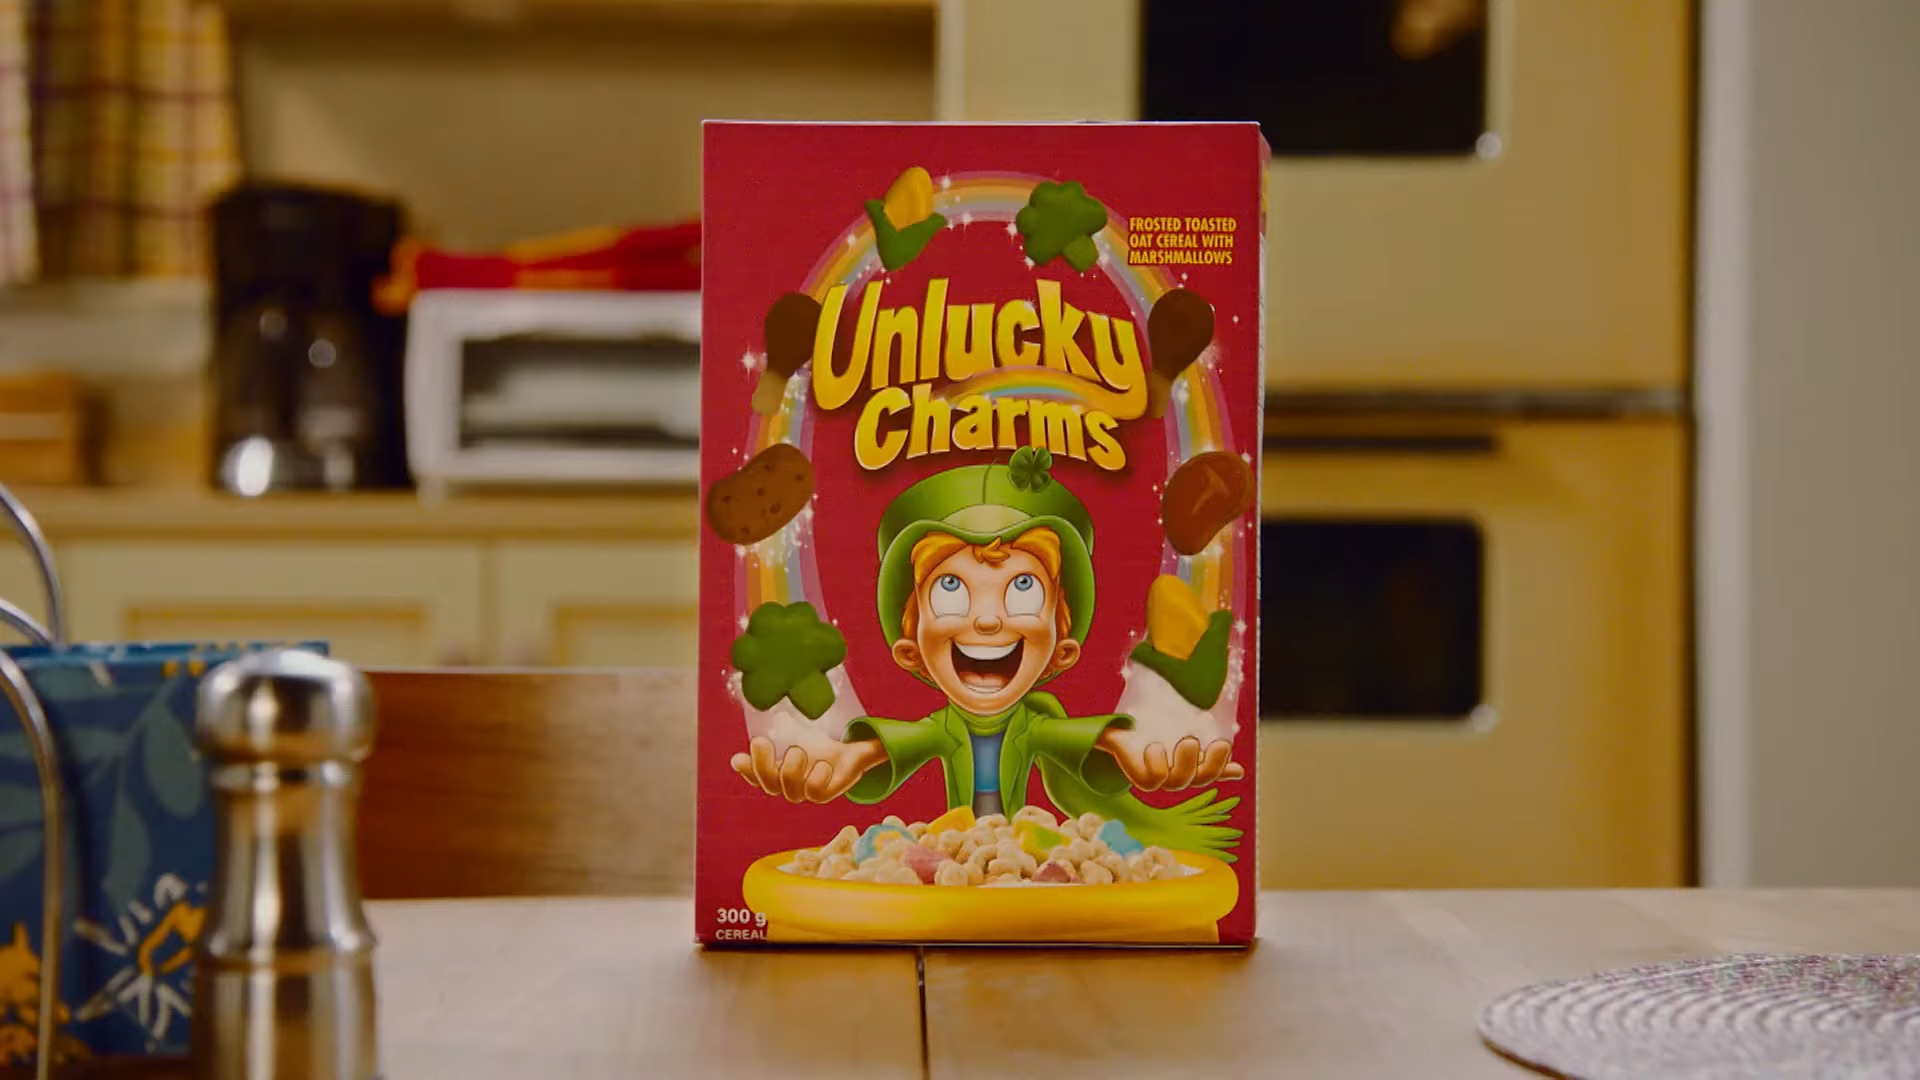 FROSTED TOASTED
OAT CEREAL WITH
MARSHMALLOWS
Unlucky
Charms
300 g
CEREAL